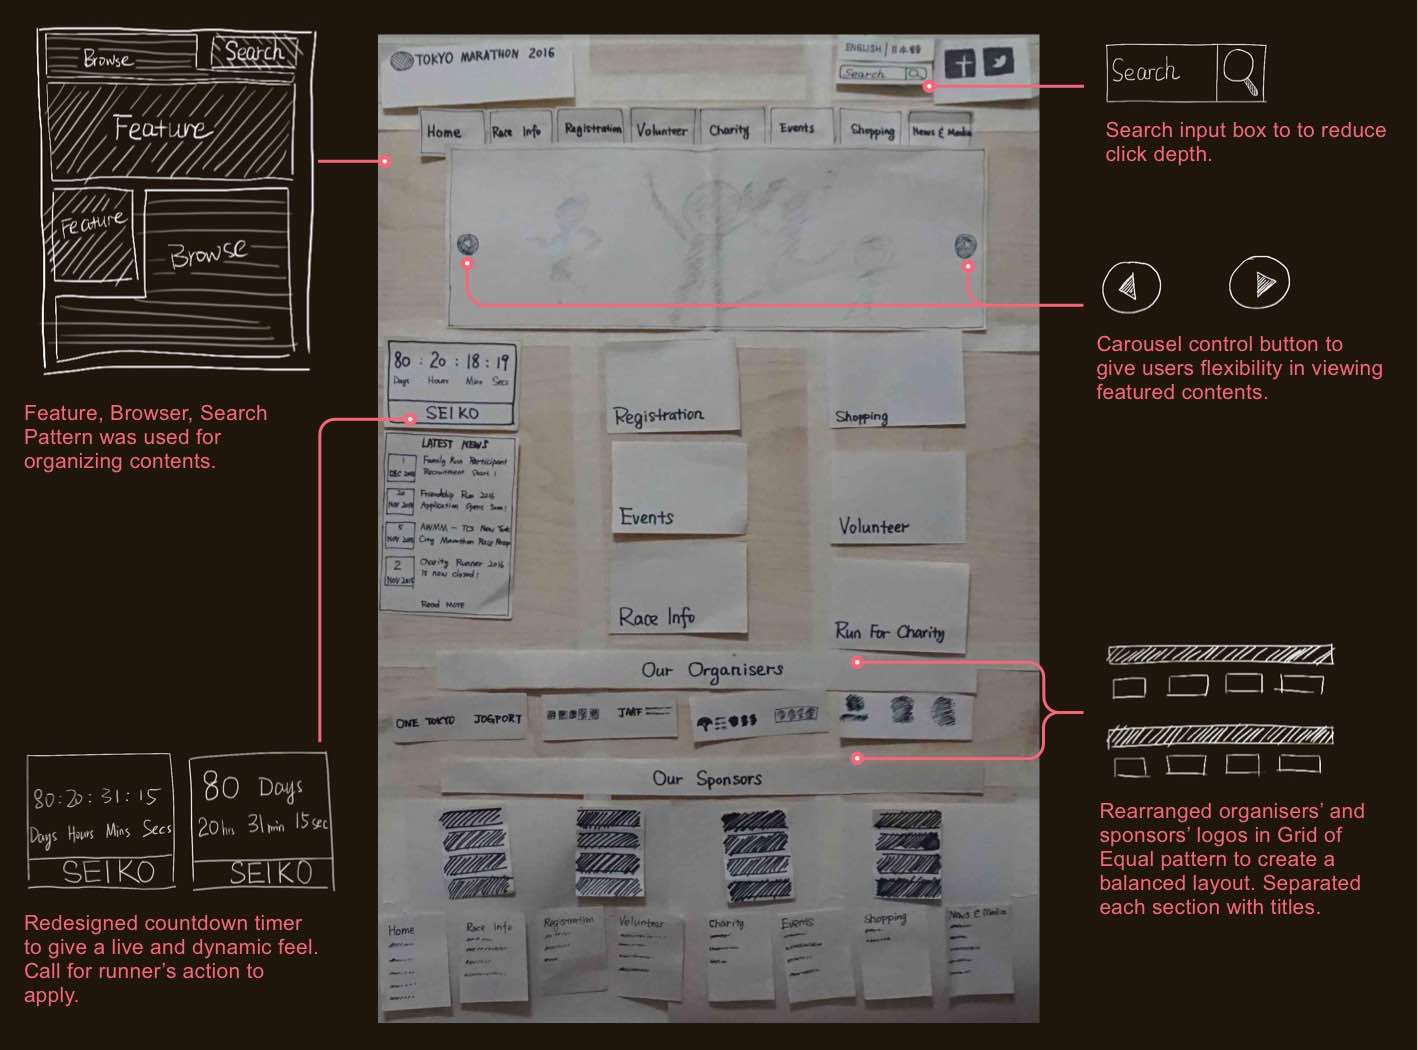 Browse
Search
Feature
Feature
Browse
Feature, Browser, Search
Pattern was used for
organizing contents.
80:20:31:15
Days Hours Mins Secs
SEIKO
80 Days
20hrs 31min 15sec
SEIKO
Redesigned countdown timer
to give a live and dynamic feel.
Call for runner’s action to
apply.
TOKYO MARATHON 2016
ENGLISH | 日本語
Search
Home
Race Info
Registration
Volunteer
Charity
Events
Shopping
News & Media
80 : 20 : 18 : 19
Days Hours Mins Secs
SEIKO
LATEST NEWS
1
DEC 2015
Family Run Participant
Recruitment Start !
20
NOV 2015
Friendship Run 2016
Application Opens Soon!
5
NOV 2015
AWMM - TCS New York
City Marathon Race Recap
2
NOV 2015
Charity Runner 2016
is now closed!
Read MORE
Registration
Shopping
Events
Volunteer
Race Info
Run For Charity
Our Organisers
ONE TOKYO JOGPORT
JAAF
Our Sponsors
Home
Race Info
Registration
Volunteer
Charity
Events
Shopping
News & Media
Search
Search input box to to reduce
click depth.
Carousel control button to
give users flexibility in viewing
featured contents.
Rearranged organisers’ and
sponsors’ logos in Grid of
Equal pattern to create a
balanced layout. Separated
each section with titles.